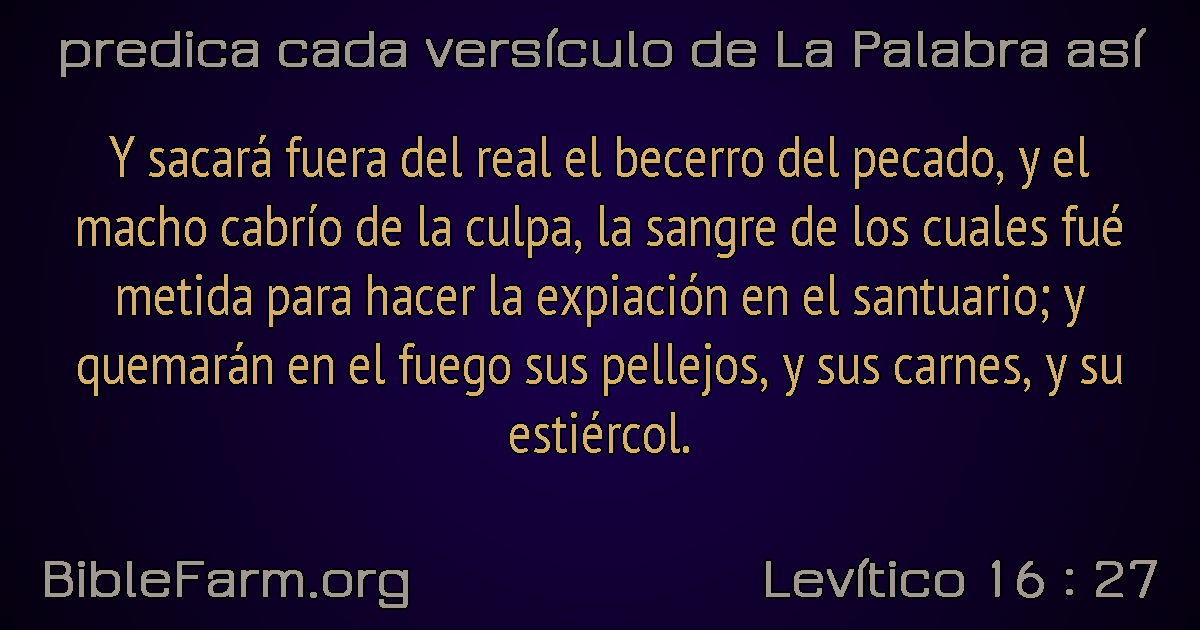 predica cada versículo de La Palabra así
Y sacará fuera del real el becerro del pecado, y el
macho cabrío de la culpa, la sangre de los cuales fué
metida para hacer la expiación en el santuario; y
quemarán en el fuego sus pellejos, y sus carnes, y su
estiércol.
BibleFarm.org
Levítico 16 : 27